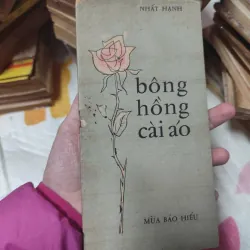 NHẤT HẠNH
bông
hồng
cài áo
MÙA BÁO HIẾU